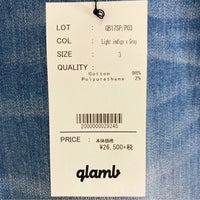 LOT : GB17SP/P03
COL : Light indigo x Gray
SIZE : 3
QUALITY :
Cotton 98%
Polyurethane 2%
2000000029245
PRICE : 本体価格
¥26,500+税
glamb